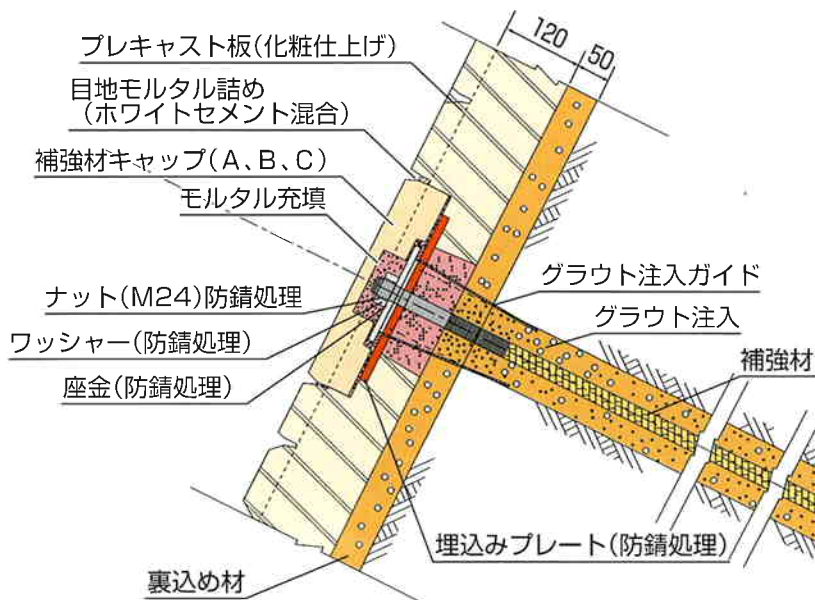 120
50
プレキャスト板(化粧仕上げ)
目地モルタル詰め
(ホワイトセメント混合)
補強材キャップ(A、B、C)
モルタル充填
ナット(M24)防錆処理
ワッシャー(防錆処理)
座金(防錆処理)
グラウト注入ガイド
グラウト注入
補強材
埋込みプレート(防錆処理)
裏込め材